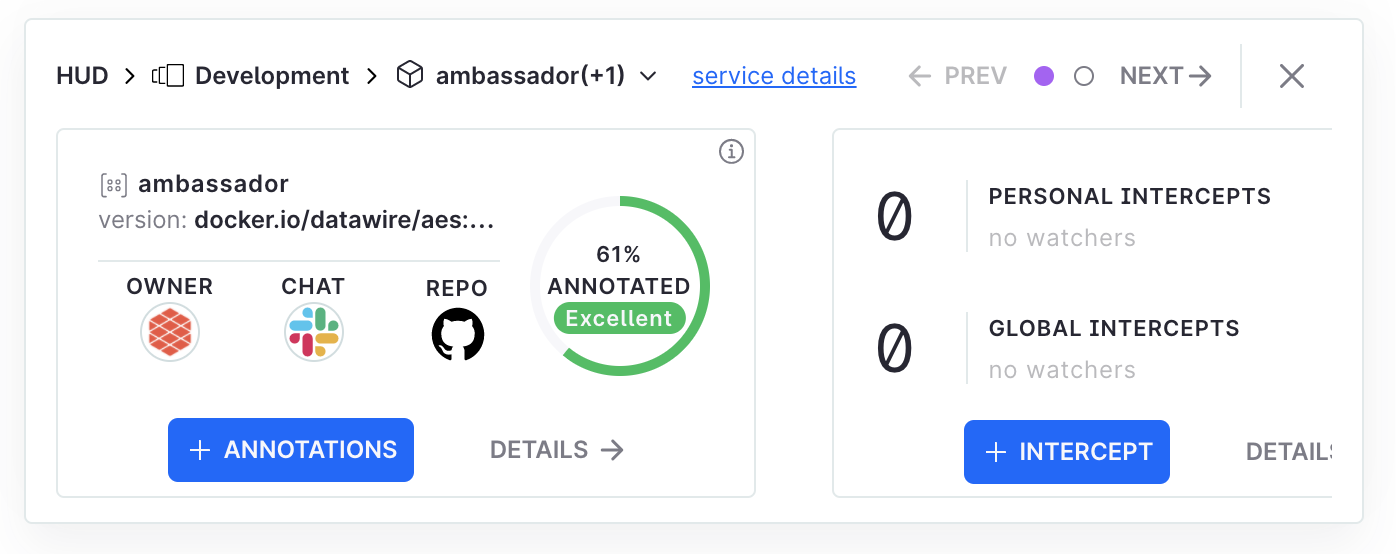 HUD > Development > ambassador(+1) service details ← PREV NEXT →
ambassador
version: docker.io/datawire/aes:...
OWNER CHAT REPO
61%
ANNOTATED
Excellent
+ ANNOTATIONS DETAILS →
0 PERSONAL INTERCEPTS
no watchers
0 GLOBAL INTERCEPTS
no watchers
+ INTERCEPT DETAILS